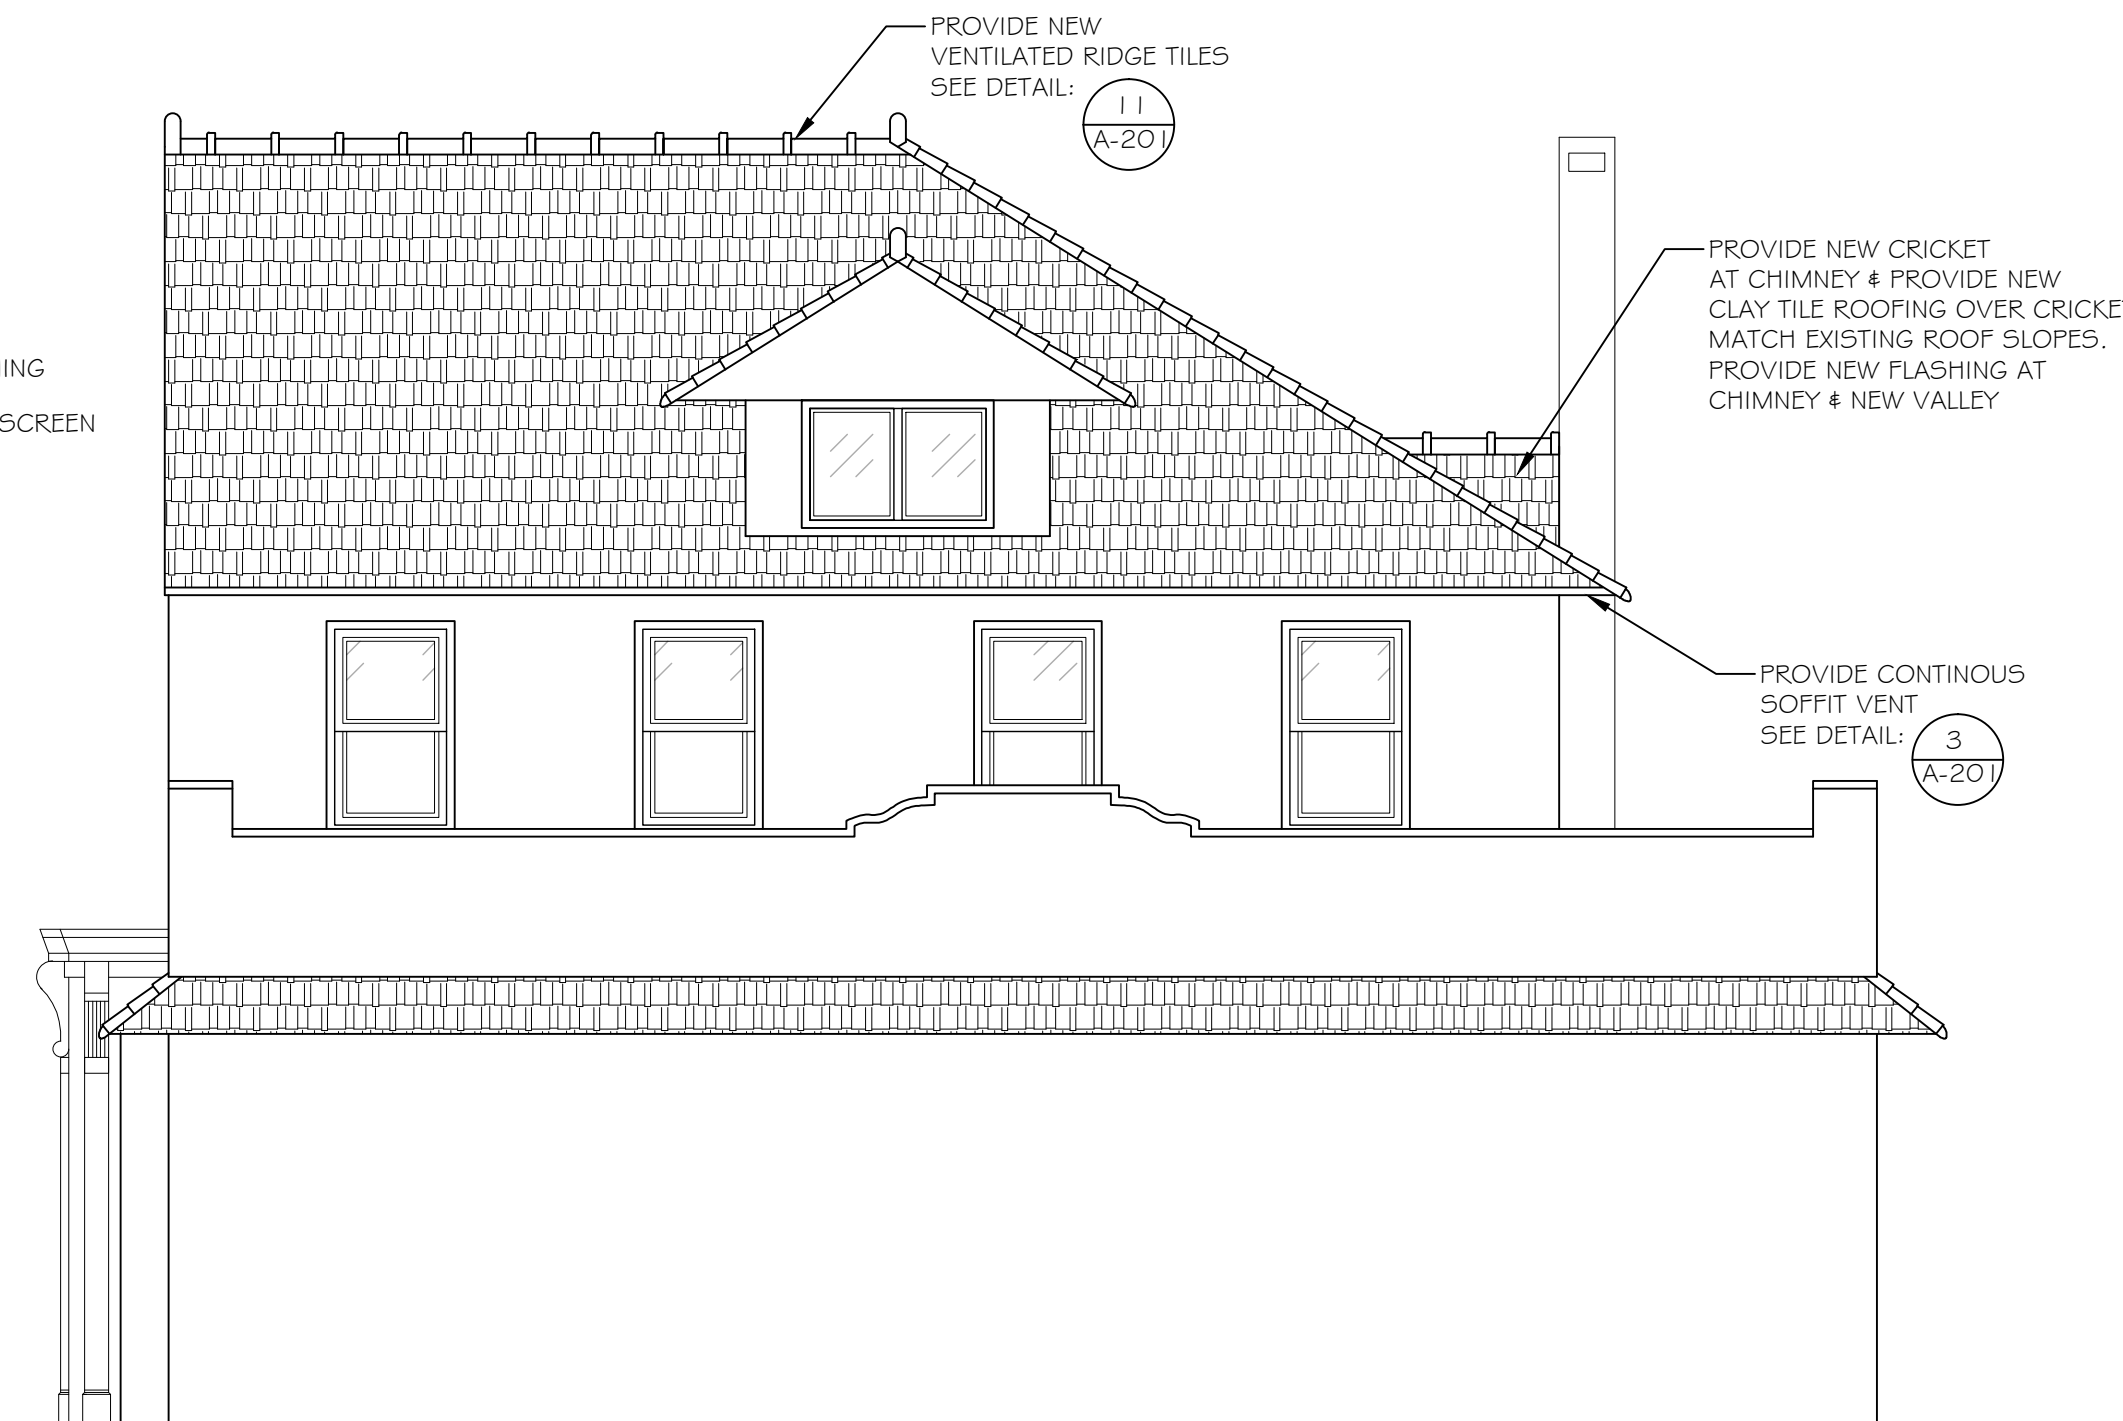 PROVIDE NEW
VENTILATED RIDGE TILES
SEE DETAIL:
11
A-201
PROVIDE NEW CRICKET
AT CHIMNEY & PROVIDE NEW
CLAY TILE ROOFING OVER CRICKE
MATCH EXISTING ROOF SLOPES.
PROVIDE NEW FLASHING AT
CHIMNEY & NEW VALLEY
ING
SCREEN
PROVIDE CONTINOUS
SOFFIT VENT
SEE DETAIL:
3
A-201